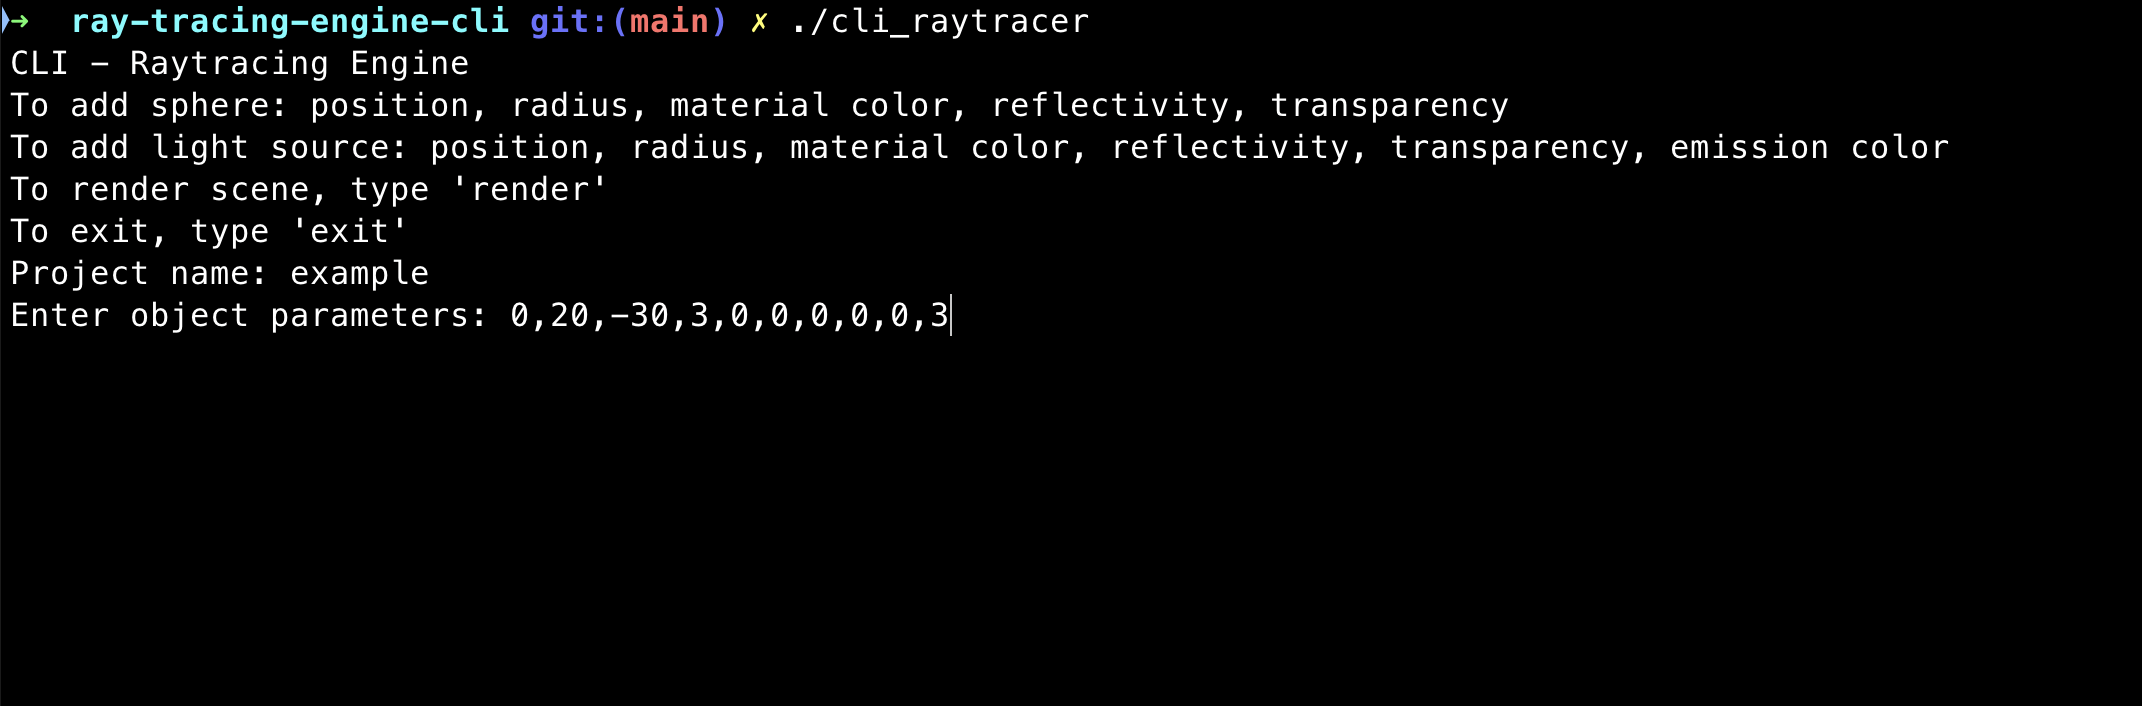 ➜  ray-tracing-engine-cli git:(main) ✗ ./cli_raytracer
CLI - Raytracing Engine
To add sphere: position, radius, material color, reflectivity, transparency
To add light source: position, radius, material color, reflectivity, transparency, emission color
To render scene, type 'render'
To exit, type 'exit'
Project name: example
Enter object parameters: 0,20,-30,3,0,0,0,0,0,3